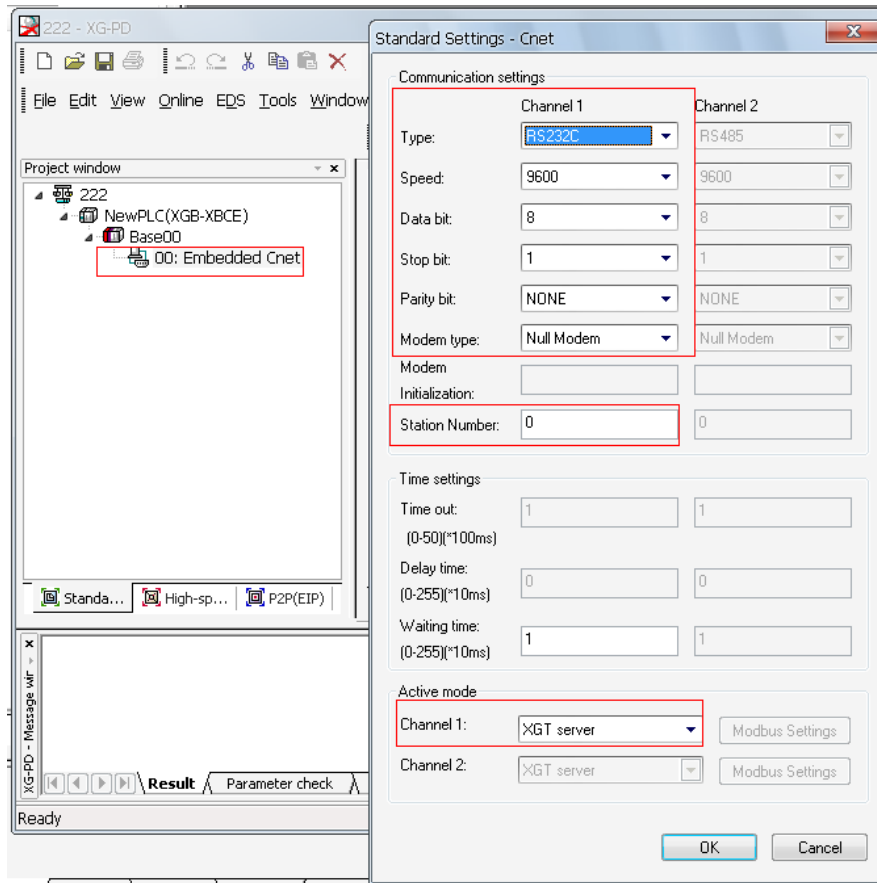 222 - XG-PD
File Edit View Online EDS Tools Window
Project window
222
NewPLC(XGB-XBCE)
Base00
00: Embedded Cnet
Standa... High-sp... P2P(EIP)
XG-PD - Message wir
Result Parameter check
Ready
Standard Settings - Cnet
Communication settings
Channel 1 Channel 2
Type: RS232C RS485
Speed: 9600 9600
Data bit: 8 8
Stop bit: 1 1
Parity bit: NONE NONE
Modem type: Null Modem Null Modem
Modem
Initialization:
Station Number: 0 0
Time settings
Time out: 1 1
(0-50)(*100ms)
Delay time: 0 0
(0-255)(*10ms)
Waiting time: 1 1
(0-255)(*10ms)
Active mode
Channel 1: XGT server Modbus Settings
Channel 2: XGT server Modbus Settings
OK Cancel